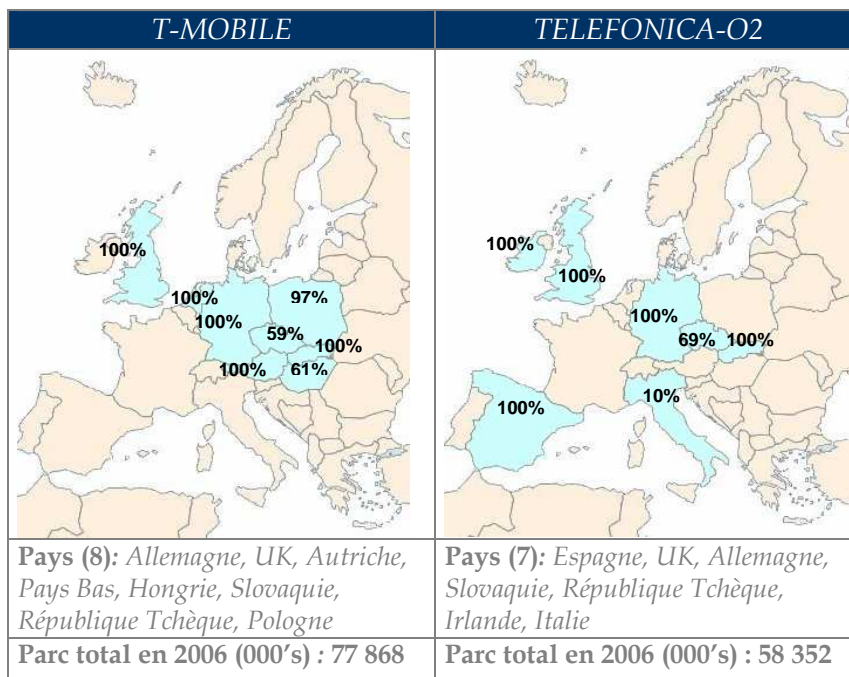 T-MOBILE
TELEFONICA-O2
100%
100%
97%
100%
59%
100%
100%
61%
100%
100%
100%
69%
100%
100%
10%
Pays (8): Allemagne, UK, Autriche,
Pays Bas, Hongrie, Slovaquie,
République Tchèque, Pologne
Pays (7): Espagne, UK, Allemagne,
Slovaquie, République Tchèque,
Irlande, Italie
Parc total en 2006 (000's) : 77 868
Parc total en 2006 (000's) : 58 352